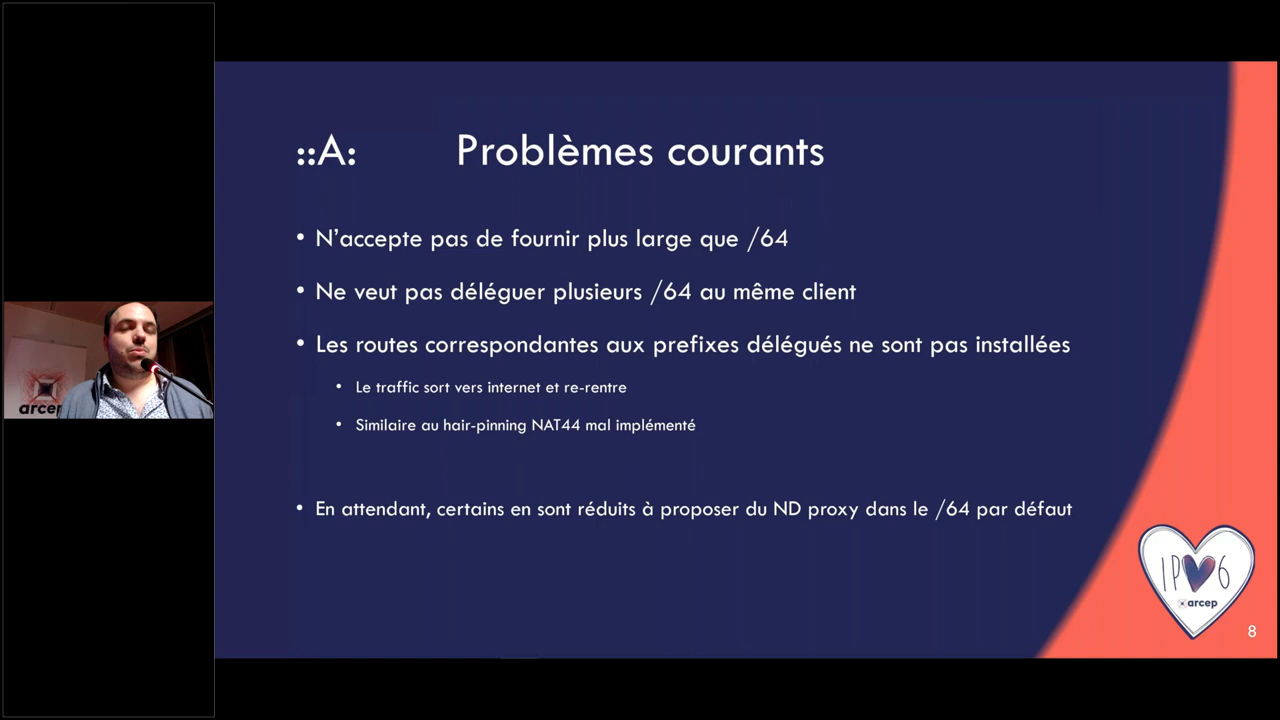 ::A: Problèmes courants
• N'accepte pas de fournir plus large que /64
• Ne veut pas déléguer plusieurs /64 au même client
• Les routes correspondantes aux prefixes délégués ne sont pas installées
• Le traffic sort vers internet et re-rentre
• Similaire au hair-pinning NAT44 mal implémenté
• En attendant, certains en sont réduits à proposer du ND proxy dans le /64 par défaut
arcep
IP 6
arcep
8